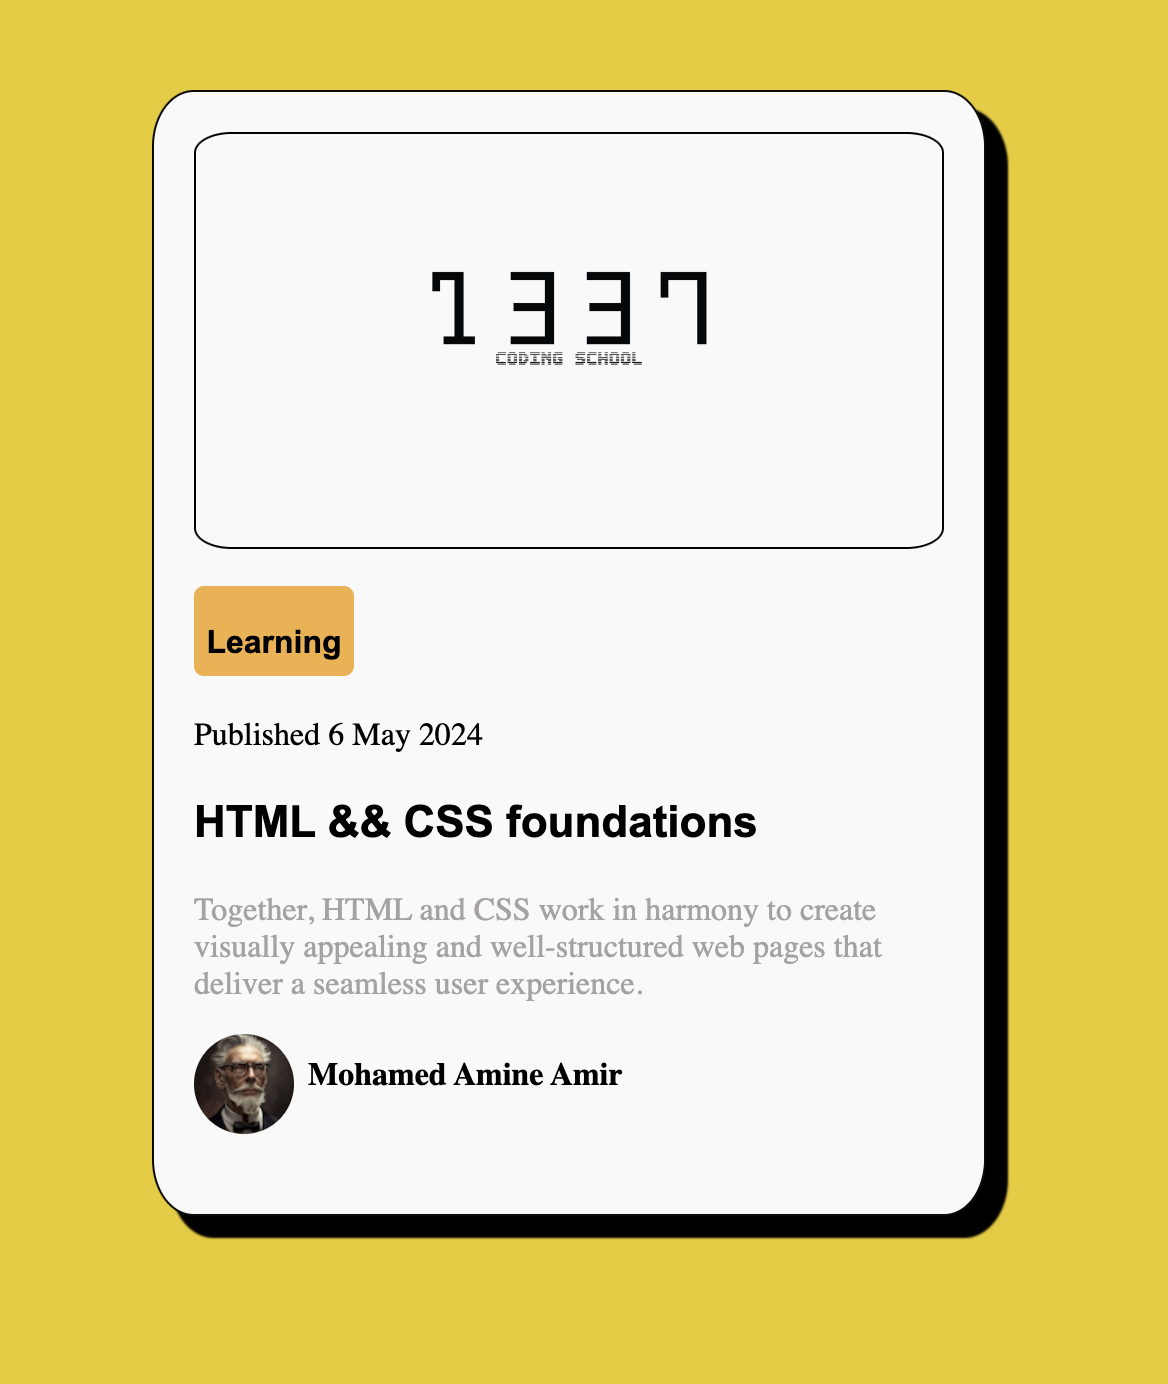 1337
CODING SCHOOL
Learning
Published 6 May 2024
HTML && CSS foundations
Together, HTML and CSS work in harmony to create
visually appealing and well-structured web pages that
deliver a seamless user experience.
Mohamed Amine Amir